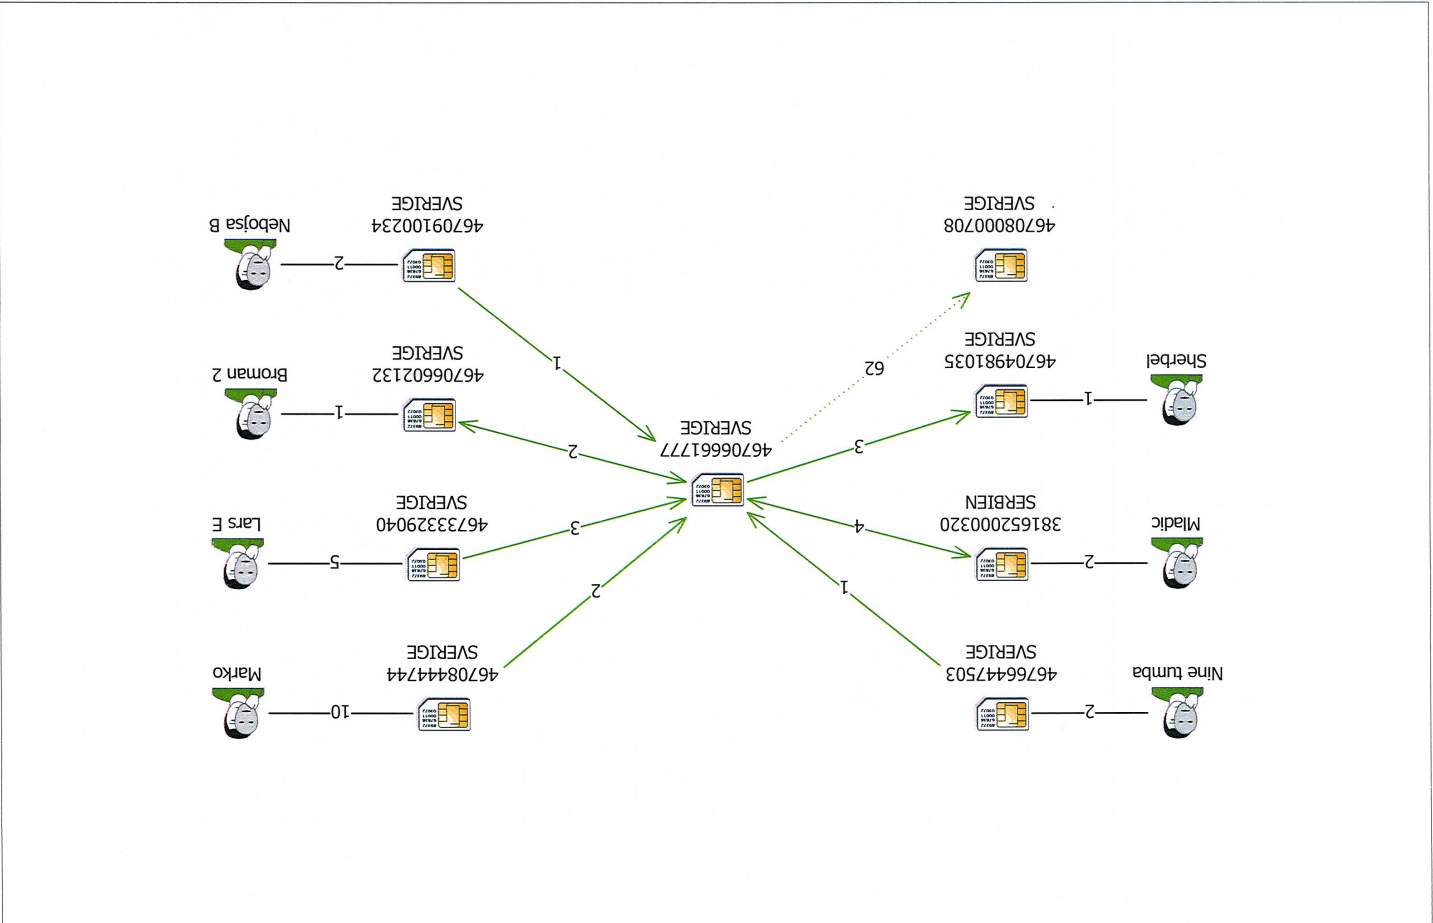 2
10
Nine tumba
46766447503
SVERIGE
46708444744
SVERIGE
Marko
1
2
2
5
Mladic
381652000320
SERBIEN
46733329040
SVERIGE
Lars E
4
3
46706661777
SVERIGE
3
2
1
1
Sherbel
46704981035
SVERIGE
46706602132
SVERIGE
Broman 2
62
1
2
46708000708
SVERIGE
46709100234
SVERIGE
Nebojsa B